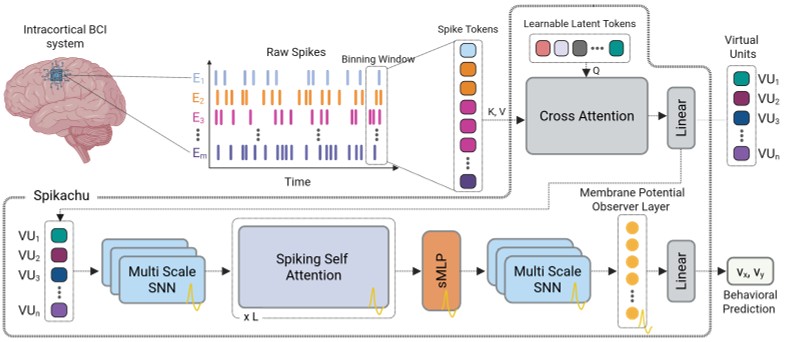 Intracortical BCI
system
Raw Spikes
Binning Window
E1
E2
E3
Em
Time
Spike Tokens
Learnable Latent Tokens
Q
K, V
Cross Attention
Linear
Virtual
Units
VU1
VU2
VU3
VUn
Spikachu
VU1
VU2
VU3
VUn
Multi Scale
SNN
Spiking Self
Attention
x L
sMLP
Multi Scale
SNN
Membrane Potential
Observer Layer
Linear
vx, vy
Behavioral
Prediction